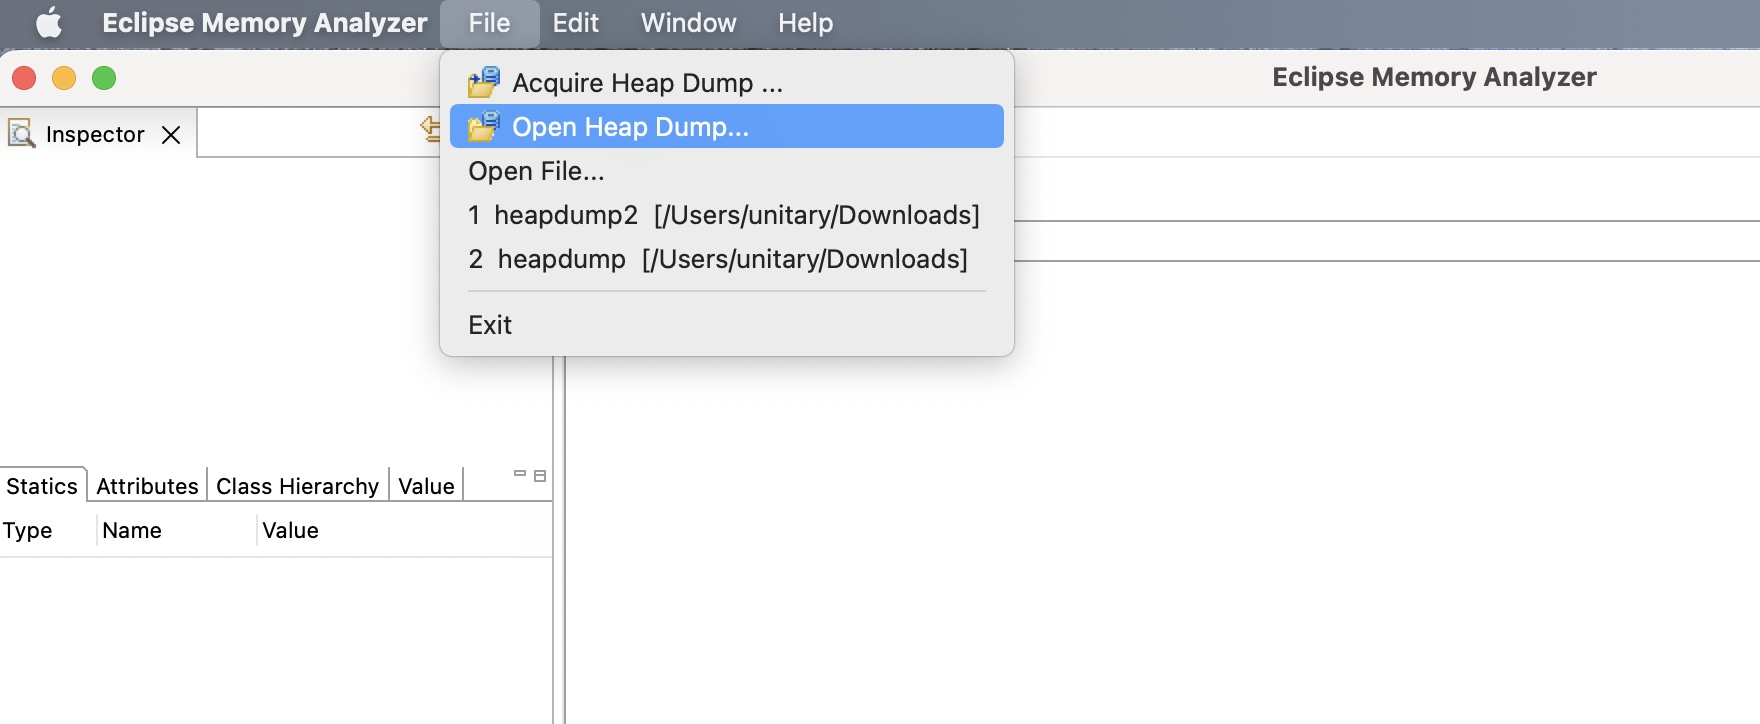 Eclipse Memory Analyzer File Edit Window Help
Eclipse Memory Analyzer
Inspector
Acquire Heap Dump ...
Open Heap Dump...
Open File...
1 heapdump2 [/Users/unitary/Downloads]
2 heapdump [/Users/unitary/Downloads]
Exit
Statics Attributes Class Hierarchy Value
Type Name Value